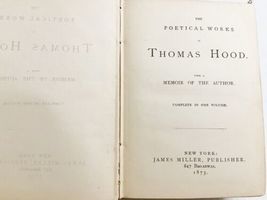 THE
POETICAL WORKS
OF
THOMAS HOOD.
WITH A
MEMOIR OF THE AUTHOR.
COMPLETE IN ONE VOLUME.
NEW YORK:
JAMES MILLER, PUBLISHER,
647 BROADWAY.
1873.